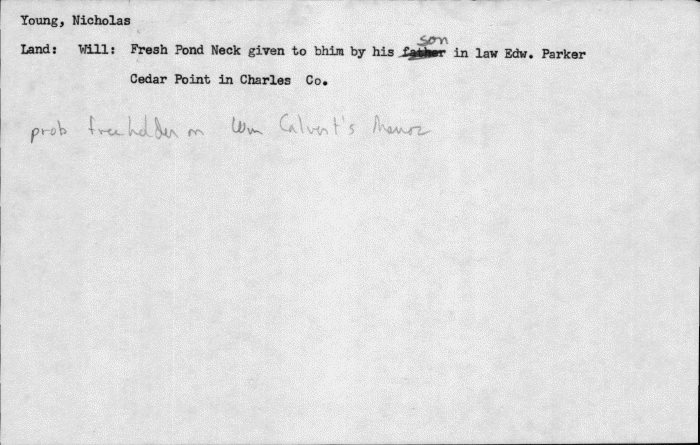 Young, Nicholas
son
Land: Will: Fresh Pond Neck given to bhim by his father in law Edw. Parker
Cedar Point in Charles Co.
prob freeholder on Wm Calvert's Manor